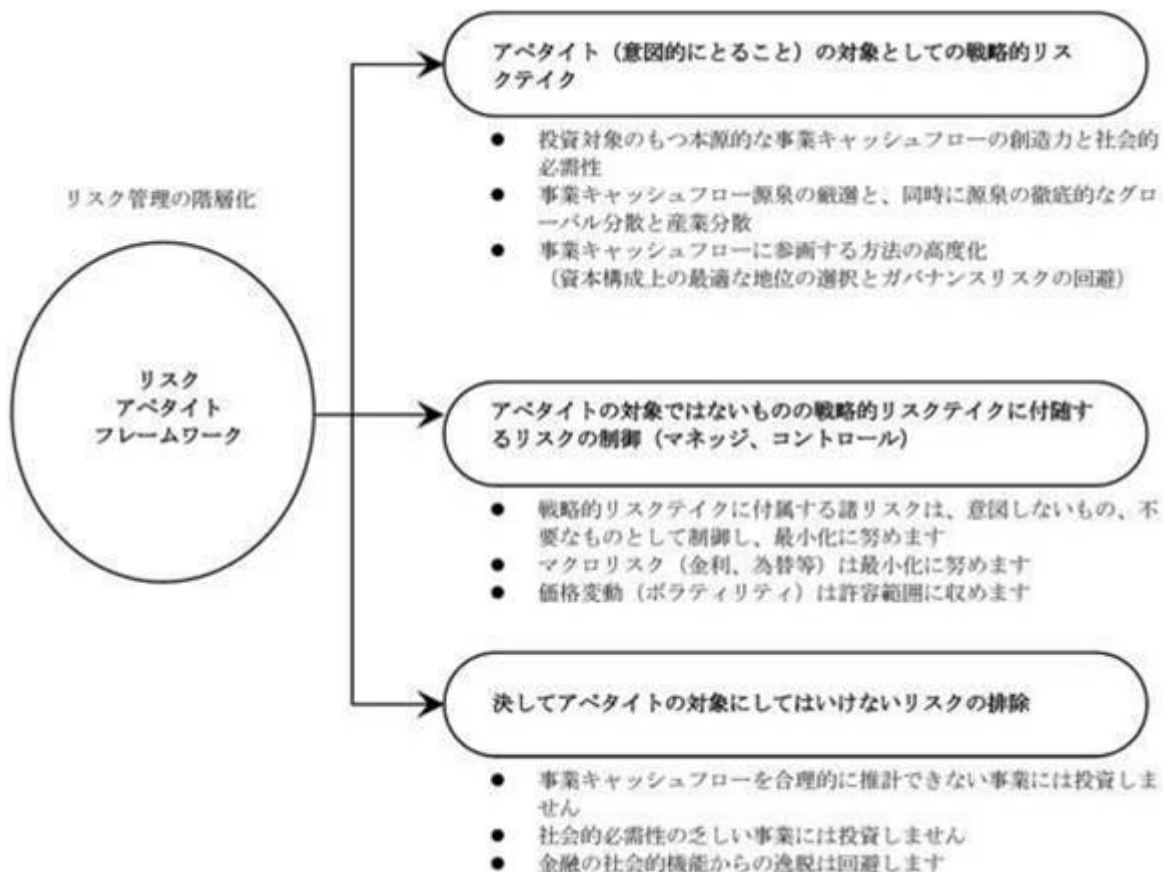 アペタイト（意図的にとること）の対象としての戦略的リス
クテイク
● 投資対象のもつ本源的な事業キャッシュフローの創造力と社会的
必需性
● 事業キャッシュフロー源泉の厳選と、同時に源泉の徹底的なグロ
ーバル分散と産業分散
● 事業キャッシュフローに参画する方法の高度化
（資本構成上の最適な地位の選択とガバナンスリスクの回避）
リスク管理の階層化
リスク
アペタイト
フレームワーク
アペタイトの対象ではないものの戦略的リスクテイクに付随す
るリスクの制御（マネッジ、コントロール）
● 戦略的リスクテイクに付属する諸リスクは、意図しないもの、不
要なものとして制御し、最小化に努めます
● マクロリスク（金利、為替等）は最小化に努めます
● 価格変動（ボラティリティ）は許容範囲に収めます
決してアペタイトの対象にしてはいけないリスクの排除
● 事業キャッシュフローを合理的に推計できない事業には投資しま
せん
● 社会的必需性の乏しい事業には投資しません
● 金融の社会的機能からの逸脱は回避します